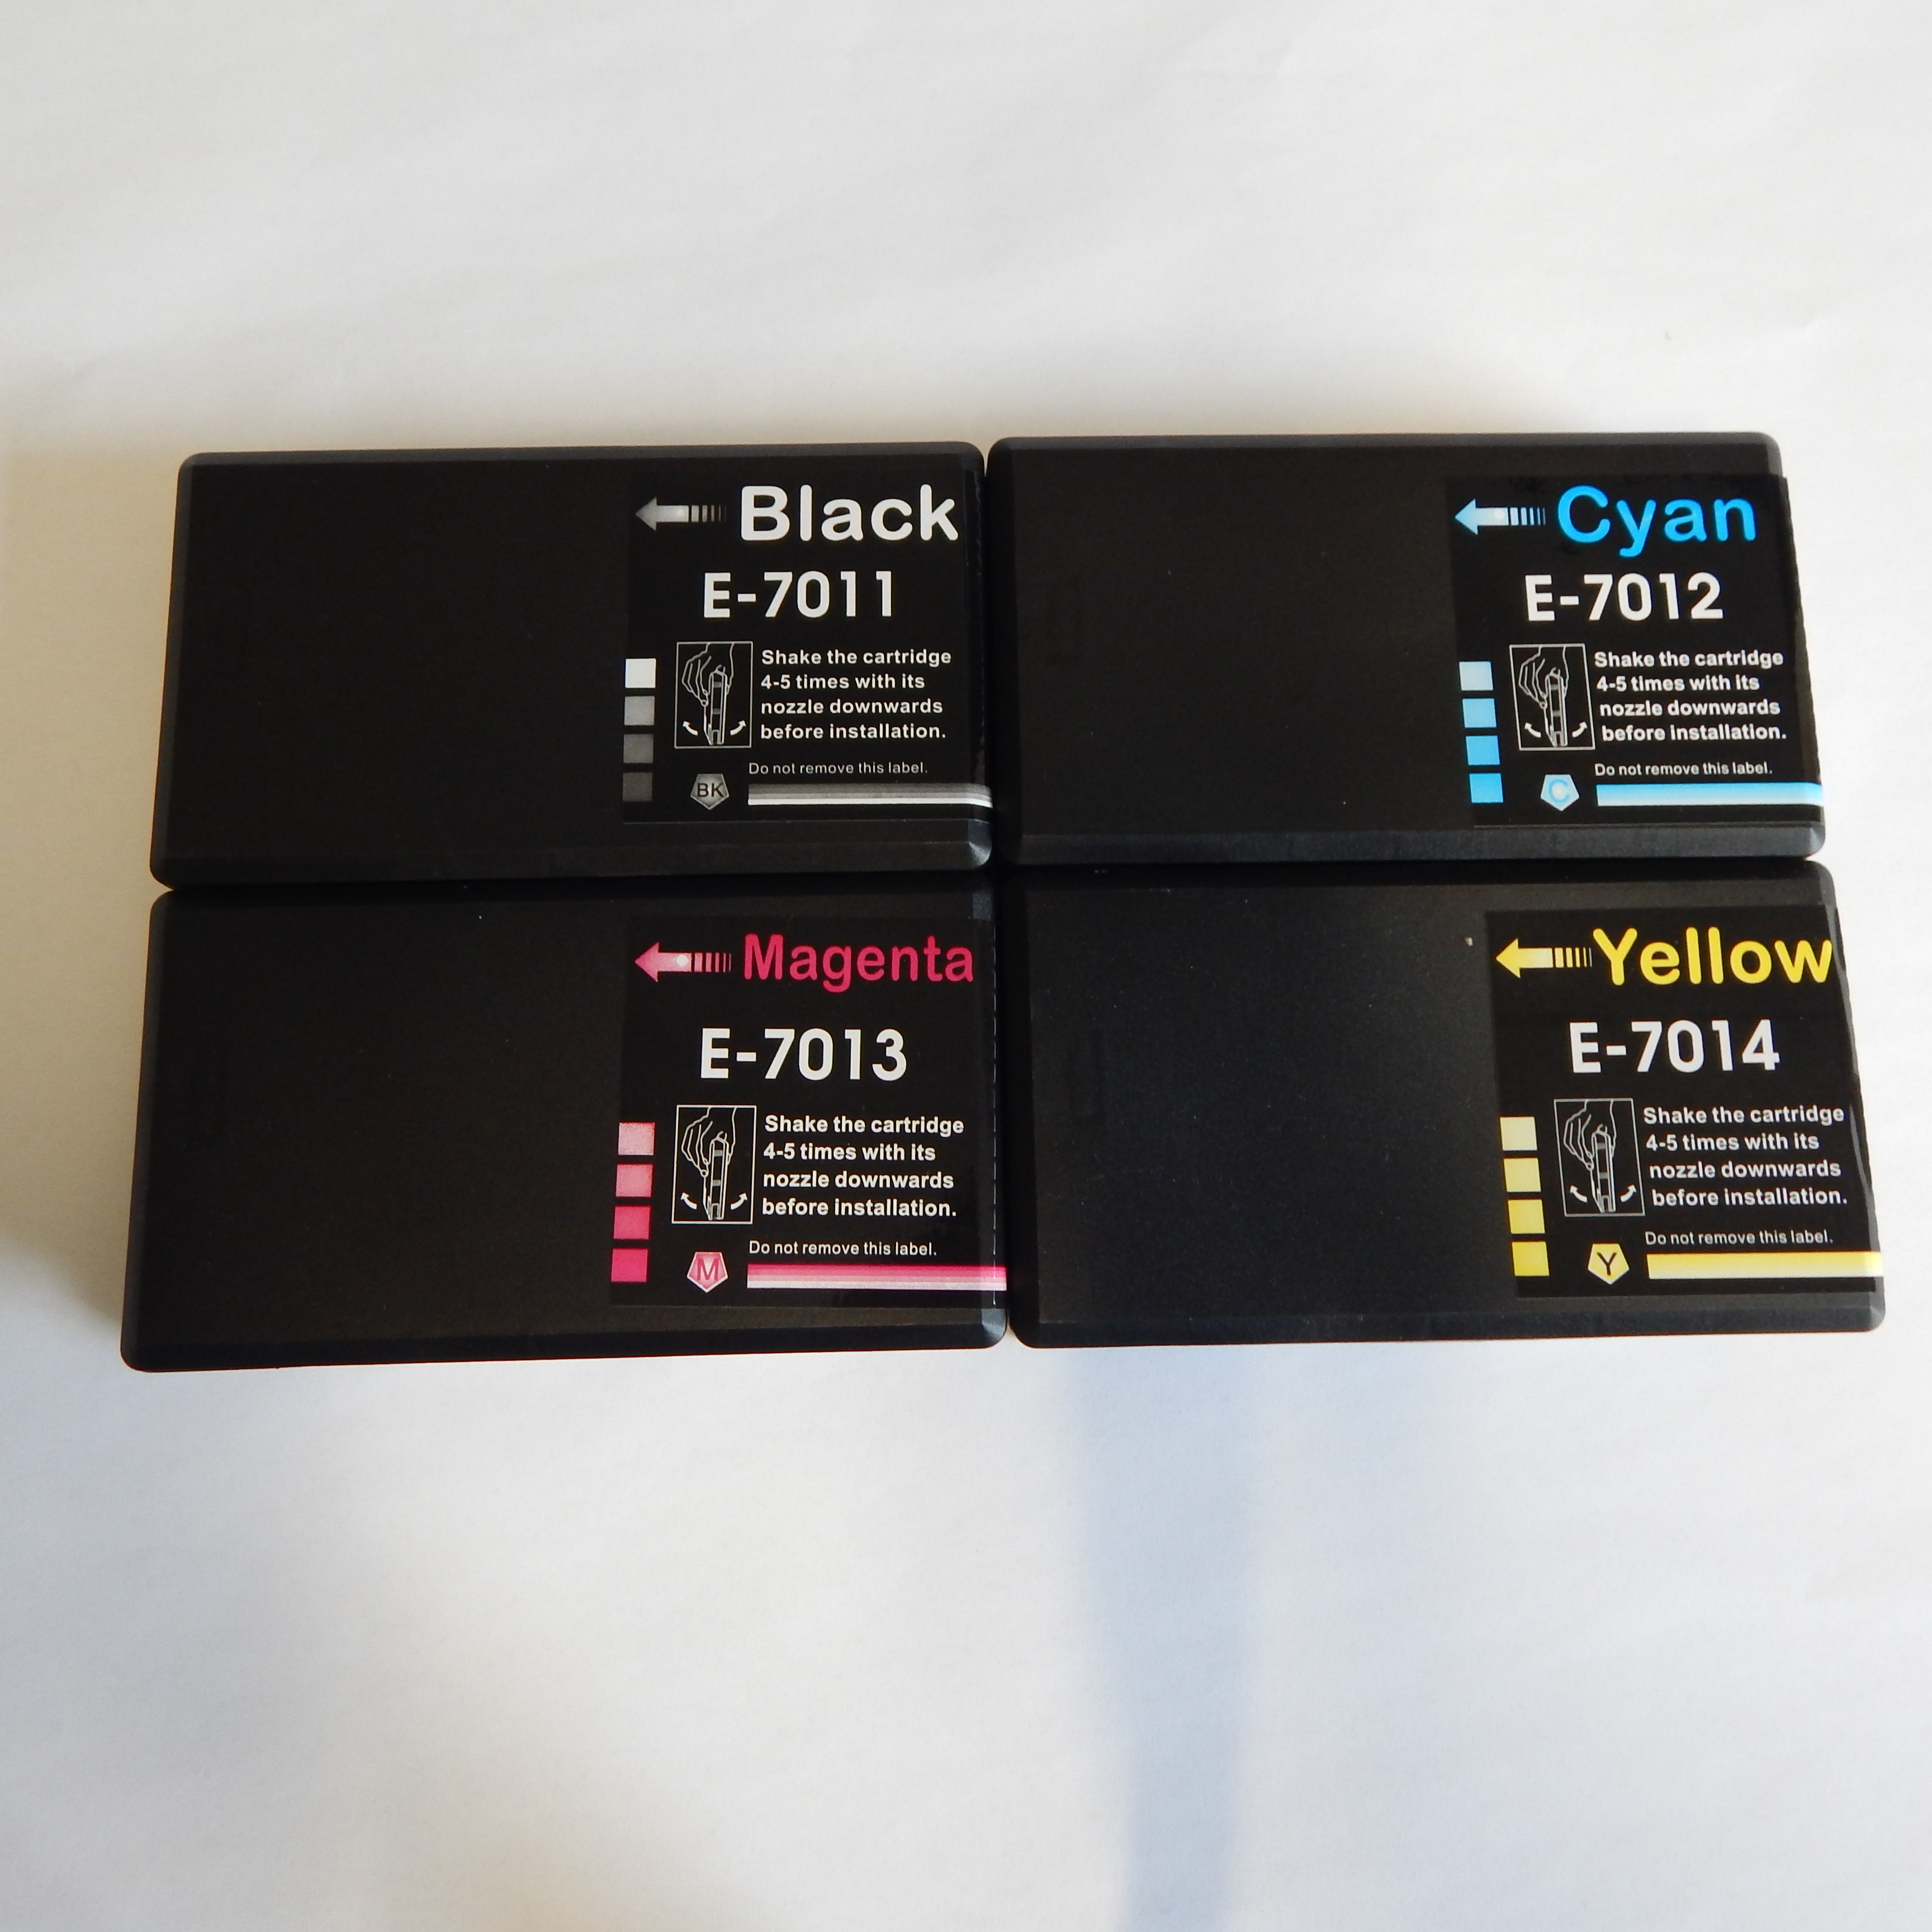 Black
E-7011
Shake the cartridge
4-5 times with its
nozzle downwards
before installation.
Do not remove this label.
BK
Cyan
E-7012
Shake the cartridge
4-5 times with its
nozzle downwards
before installation.
Do not remove this label.
C
Magenta
E-7013
Shake the cartridge
4-5 times with its
nozzle downwards
before installation.
Do not remove this label.
M
Yellow
E-7014
Shake the cartridge
4-5 times with its
nozzle downwards
before installation.
Do not remove this label.
Y